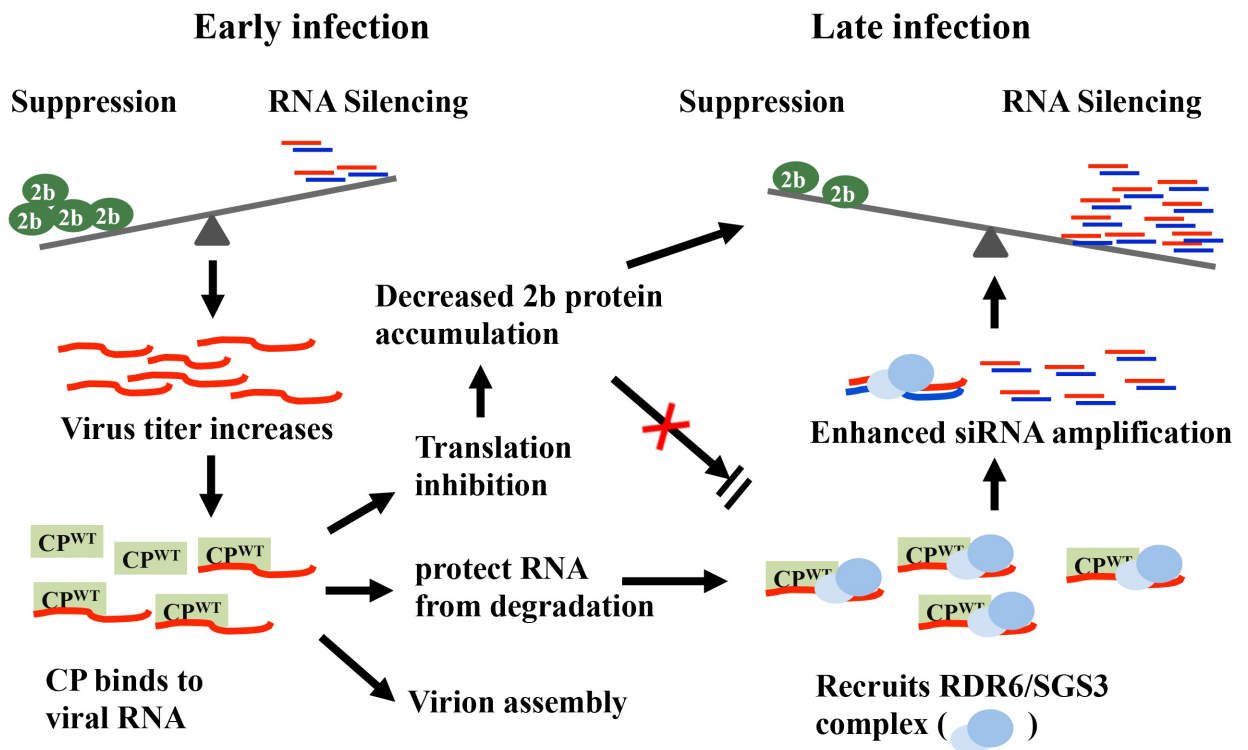 Early infection
Late infection
Suppression
RNA Silencing
Suppression
RNA Silencing
2b
2b
2b
2b
2b
2b
Decreased 2b protein
accumulation
Virus titer increases
Translation
inhibition
Enhanced siRNA amplification
CPWT
CPWT
CPWT
CPWT
CPWT
protect RNA
from degradation
CPWT
CPWT
CPWT
CPWT
CP binds to
viral RNA
Virion assembly
Recruits RDR6/SGS3
complex ( )